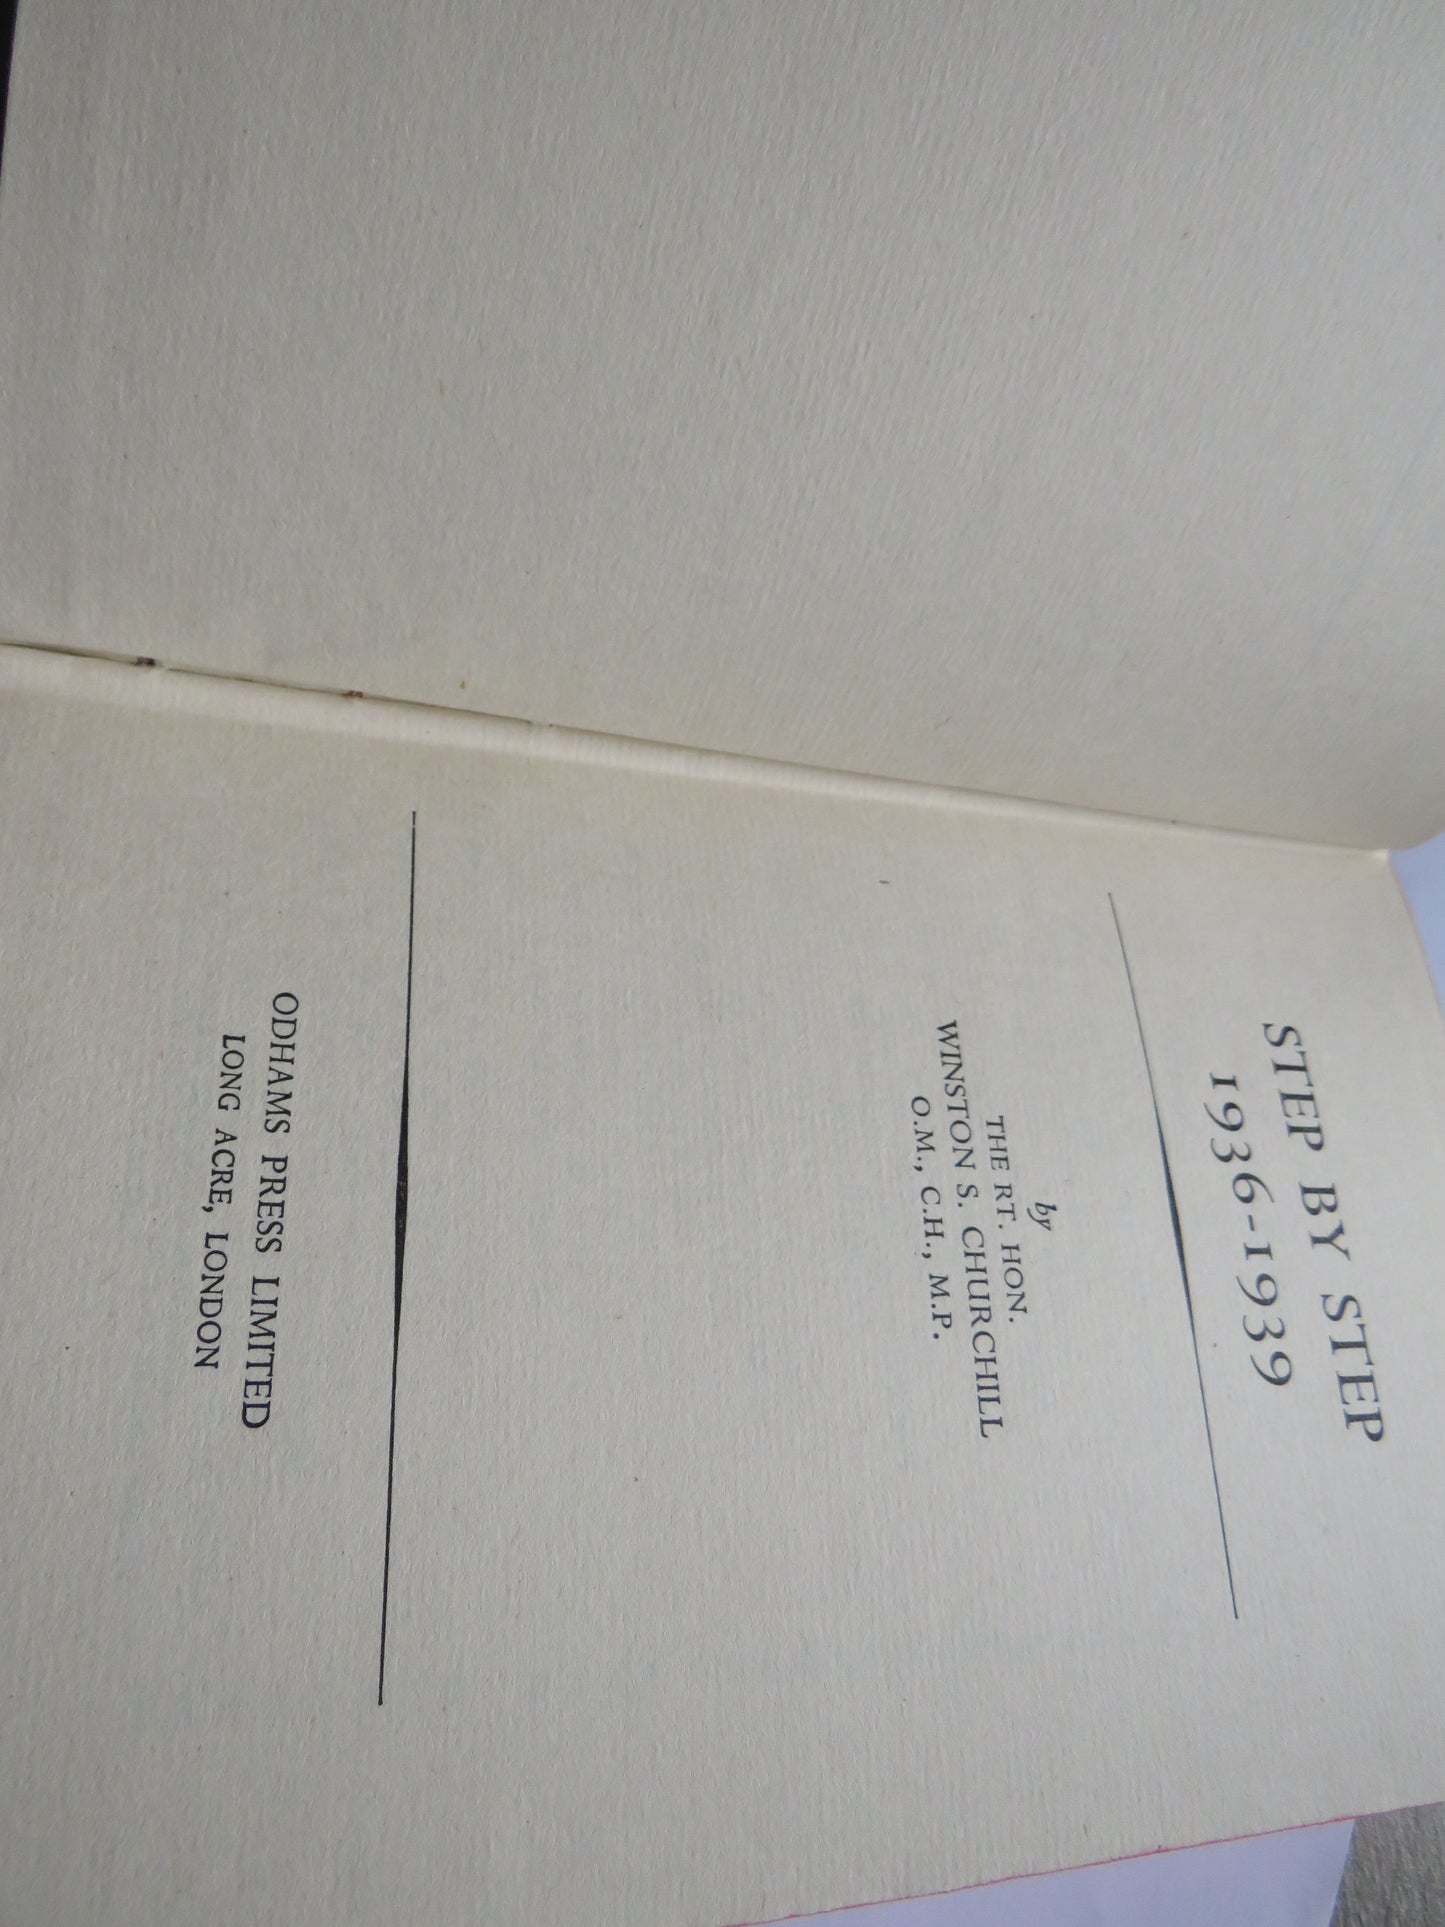 STEP BY STEP
1936-1939
by
THE RT. HON.
WINSTON S. CHURCHILL
O.M., C.H., M.P.
ODHAMS PRESS LIMITED
LONG ACRE, LONDON